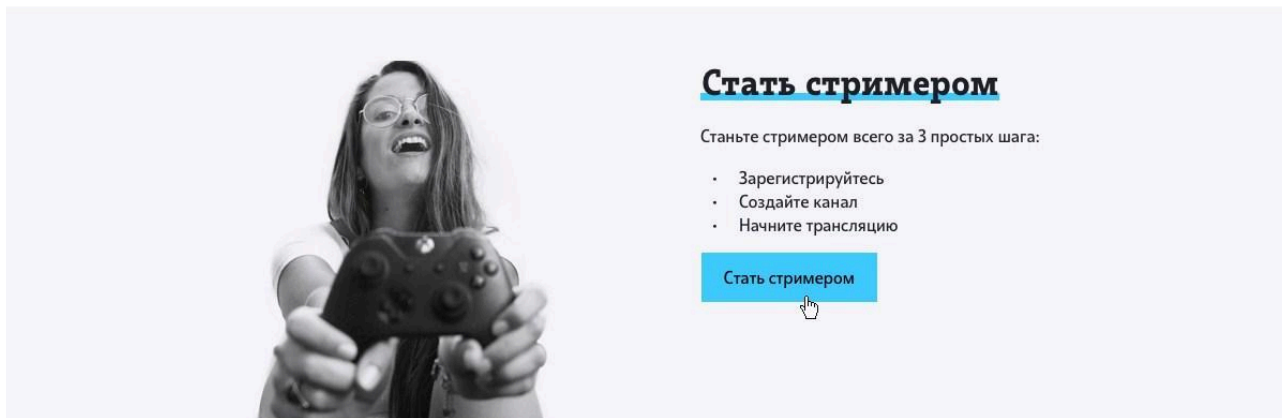 Стать стримером
Станьте стримером всего за 3 простых шага:
• Зарегистрируйтесь
• Создайте канал
• Начните трансляцию
Стать стримером